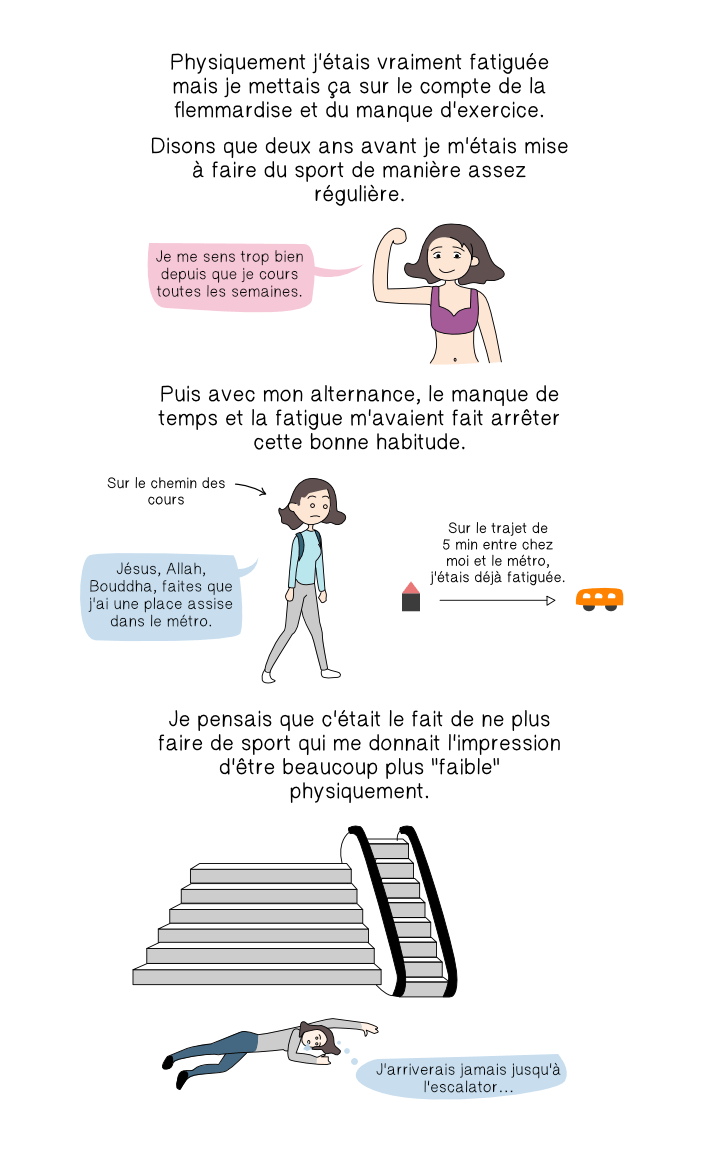 Physiquement j'étais vraiment fatiguée
mais je mettais ça sur le compte de la
flemmardise et du manque d'exercice.
Disons que deux ans avant je m'étais mise
à faire du sport de manière assez
régulière.
Je me sens trop bien
depuis que je cours
toutes les semaines.
Puis avec mon alternance, le manque de
temps et la fatigue m'avaient fait arrêter
cette bonne habitude.
Sur le chemin des
cours
Jésus, Allah,
Bouddha, faites que
j'ai une place assise
dans le métro.
Sur le trajet de
5 min entre chez
moi et le métro,
j'étais déjà fatiguée.
Je pensais que c'était le fait de ne plus
faire de sport qui me donnait l'impression
d'être beaucoup plus "faible"
physiquement.
J'arriverais jamais jusqu'à
l'escalator...